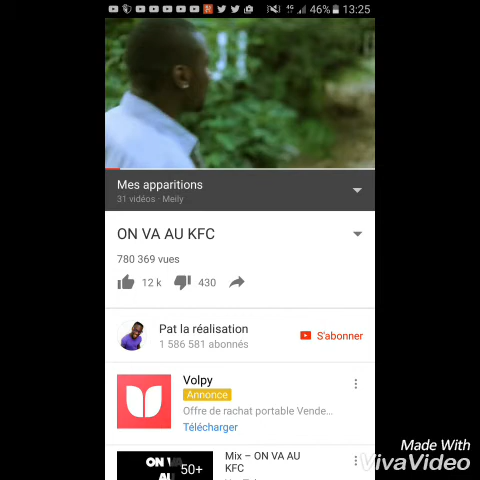 46% 13:25
Mes apparitions
31 vidéos · Meily
ON VA AU KFC
780 369 vues
12 k 430
Pat la réalisation
1 586 581 abonnés
S'abonner
Volpy
Annonce
Offre de rachat portable Vende...
Télécharger
Mix – ON VA AU
KFC
ON VA
AU
50+
Made With
VivaVideo